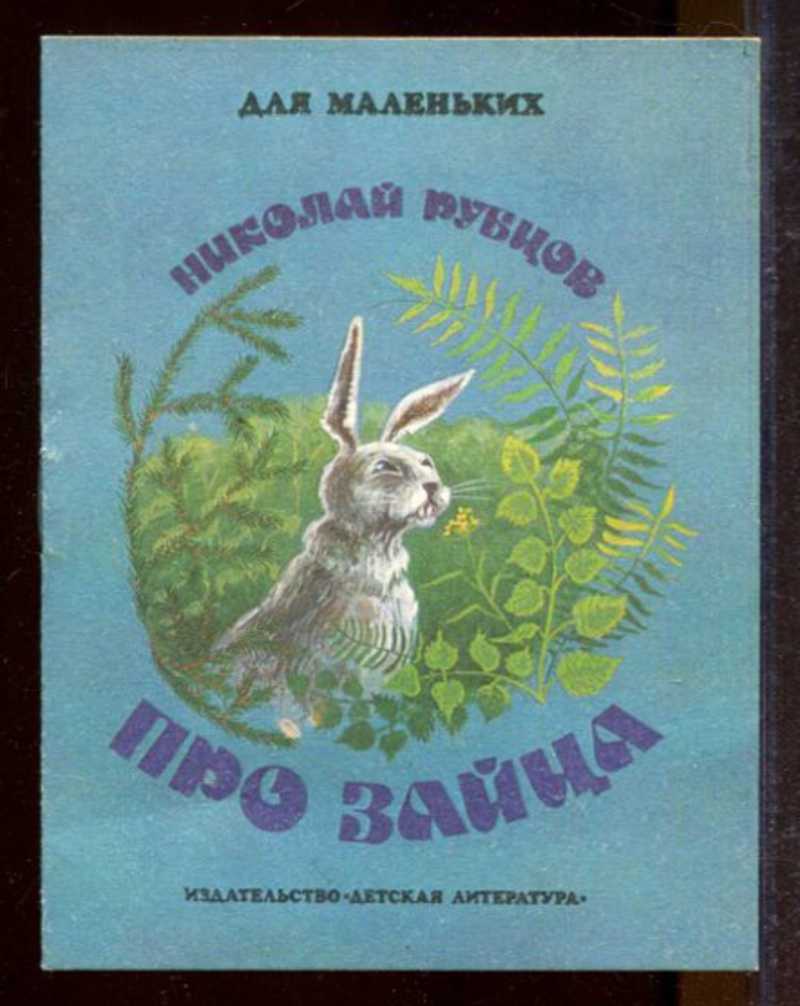 ДЛЯ МАЛЕНЬКИХ
НИКОЛАЙ РУБЦОВ
ПРО ЗАЙЦА
ИЗДАТЕЛЬСТВО «ДЕТСКАЯ ЛИТЕРАТУРА»